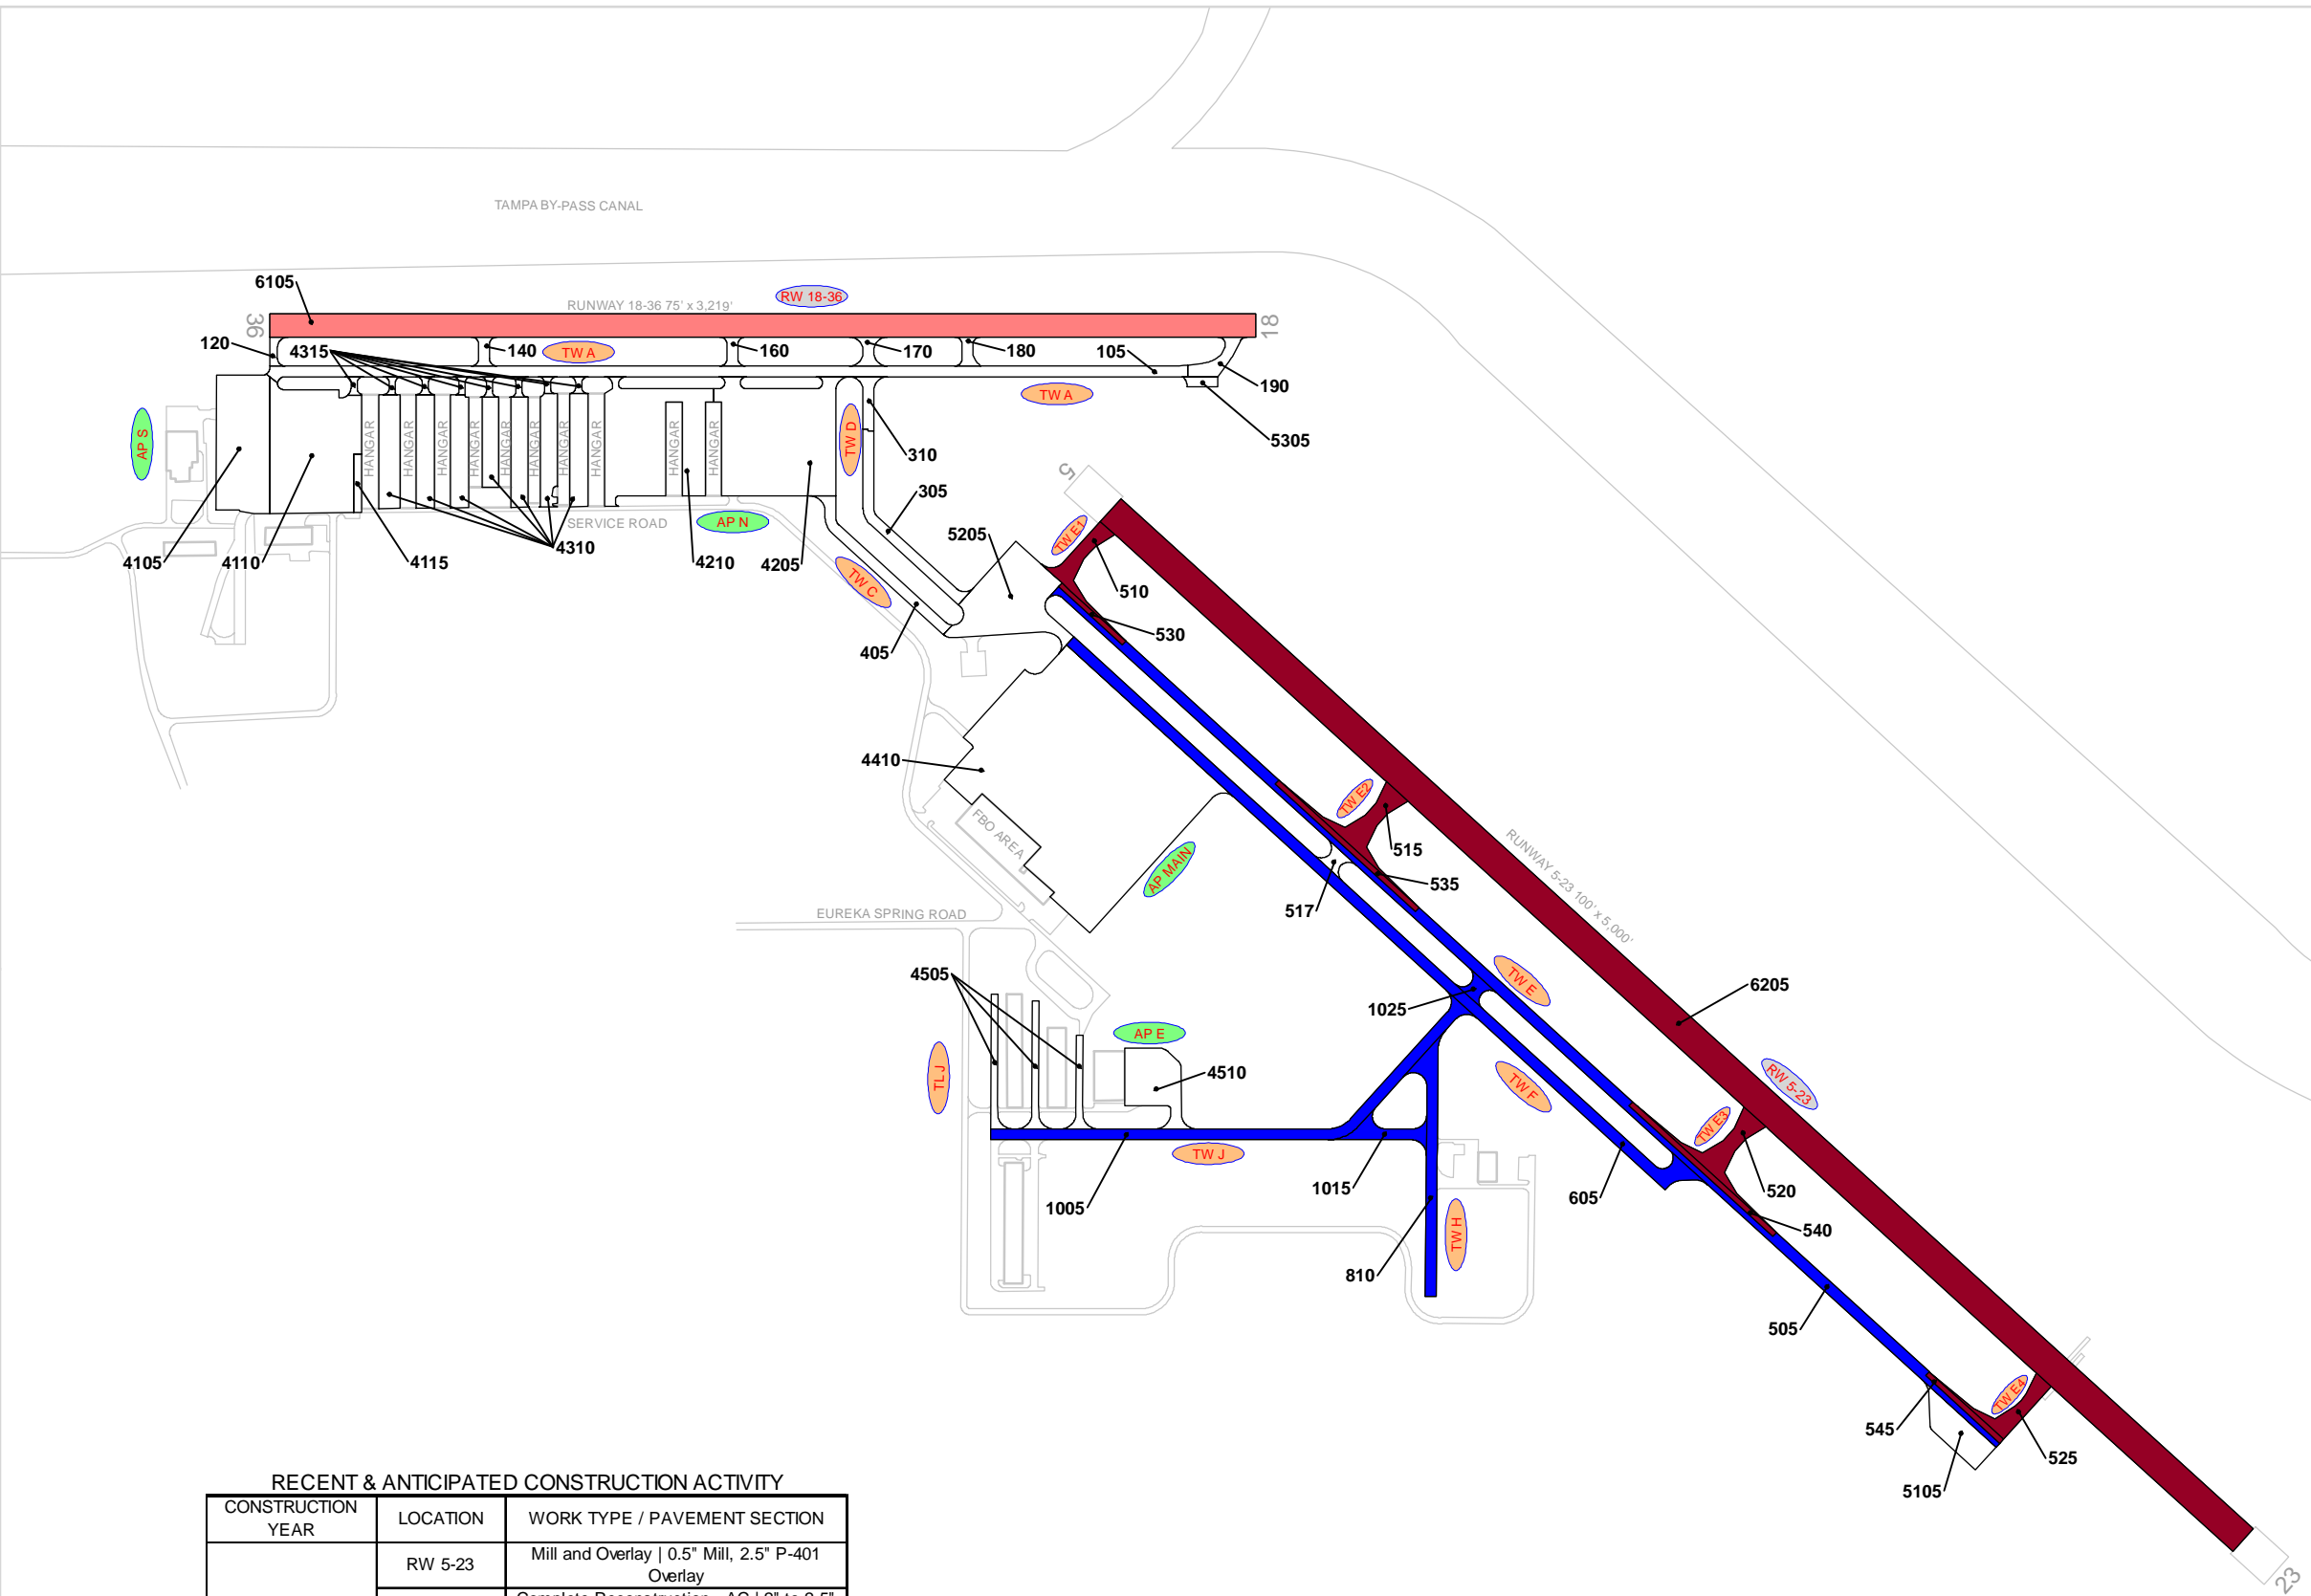 TAMPA BY-PASS CANAL
6105
RUNWAY 18-36 75' x 3,219'
RW 18-36
36
18
120
4315
140
TW A
160
170
180
105
190
TW A
5305
AP S
HANGAR
HANGAR
HANGAR
HANGAR
HANGAR
HANGAR
HANGAR
HANGAR
HANGAR
HANGAR
TW D
310
305
5
SERVICE ROAD
AP N
4105
4110
4115
4310
4210
4205
5205
TW E1
TW C
510
530
405
4410
FBO AREA
TW E2
515
AP MAIN
535
517
RUNWAY 5-23 100' x 5,000'
EUREKA SPRING ROAD
4505
TW E
6205
1025
AP E
TL J
4510
TW F
RW 5-23
TW E3
TW J
1015
1005
605
520
540
TW H
810
505
TW E4
545
525
5105
23
RECENT & ANTICIPATED CONSTRUCTION ACTIVITY
CONSTRUCTION
YEAR
LOCATION
WORK TYPE / PAVEMENT SECTION
RW 5-23
Mill and Overlay | 0.5" Mill, 2.5" P-401
Overlay